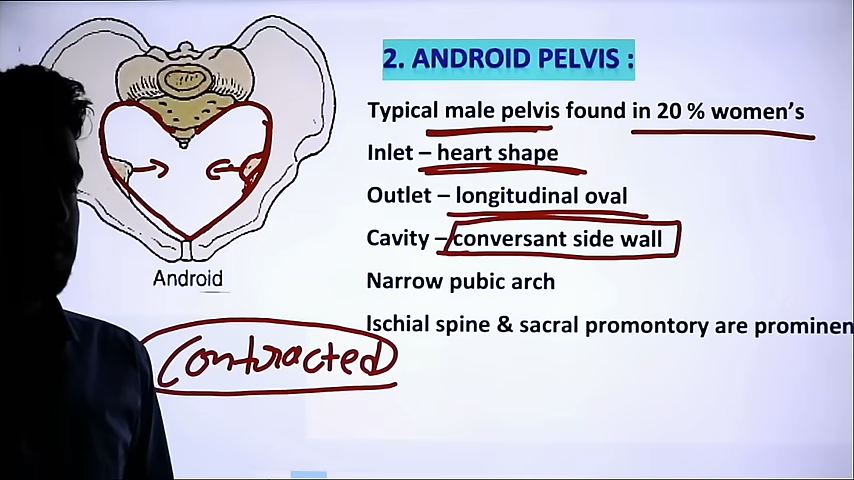 2. ANDROID PELVIS :
Typical male pelvis found in 20 % women's
Inlet – heart shape
Outlet – longitudinal oval
Cavity – conversant side wall
Narrow pubic arch
Ischial spine & sacral promontory are prominen
Android
Contracted